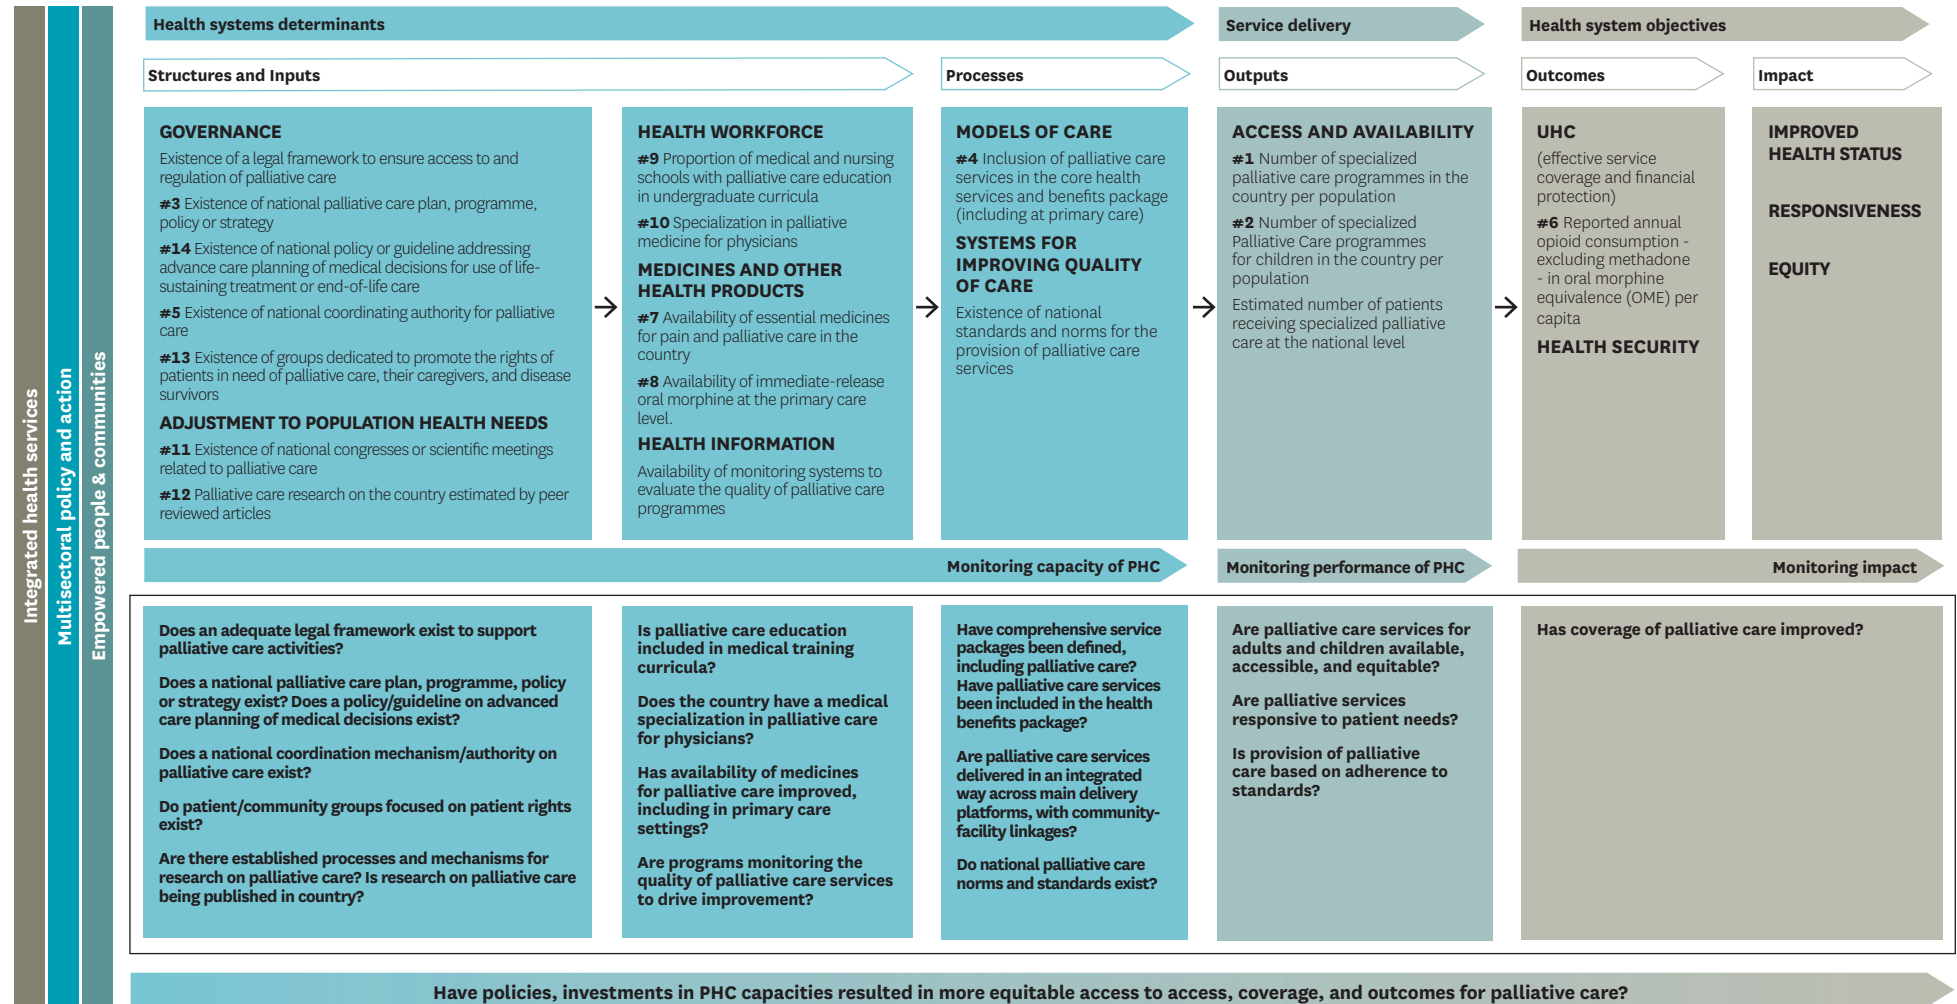 Integrated health services
Multisectoral policy and action
Empowered people & communities
Health systems determinants
Service delivery
Health system objectives
Structures and Inputs
Processes
Outputs
Outcomes
Impact
GOVERNANCE
Existence of a legal framework to ensure access to and
regulation of palliative care
#3 Existence of national palliative care plan, programme,
policy or strategy
#14 Existence of national policy or guideline addressing
advance care planning of medical decisions for use of life-
sustaining treatment or end-of-life care
#5 Existence of national coordinating authority for palliative
care
#13 Existence of groups dedicated to promote the rights of
patients in need of palliative care, their caregivers, and disease
survivors
ADJUSTMENT TO POPULATION HEALTH NEEDS
#11 Existence of national congresses or scientific meetings
related to palliative care
#12 Palliative care research on the country estimated by peer
reviewed articles
HEALTH WORKFORCE
#9 Proportion of medical and nursing
schools with palliative care education
in undergraduate curricula
#10 Specialization in palliative
medicine for physicians
MEDICINES AND OTHER
HEALTH PRODUCTS
#7 Availability of essential medicines
for pain and palliative care in the
country
#8 Availability of immediate-release
oral morphine at the primary care
level.
HEALTH INFORMATION
Availability of monitoring systems to
evaluate the quality of palliative care
programmes
MODELS OF CARE
#4 Inclusion of palliative care
services in the core health
services and benefits package
(including at primary care)
SYSTEMS FOR
IMPROVING QUALITY
OF CARE
Existence of national
standards and norms for the
provision of palliative care
services
ACCESS AND AVAILABILITY
#1 Number of specialized
palliative care programmes in the
country per population
#2 Number of specialized
Palliative Care programmes
for children in the country per
population
Estimated number of patients
receiving specialized palliative
care at the national level
UHC
(effective service
coverage and financial
protection)
#6 Reported annual
opioid consumption -
excluding methadone
- in oral morphine
equivalence (OME) per
capita
HEALTH SECURITY
IMPROVED
HEALTH STATUS
RESPONSIVENESS
EQUITY
Monitoring capacity of PHC
Monitoring performance of PHC
Monitoring impact
Does an adequate legal framework exist to support
palliative care activities?
Does a national palliative care plan, programme, policy
or strategy exist? Does a policy/guideline on advanced
care planning of medical decisions exist?
Does a national coordination mechanism/authority on
palliative care exist?
Do patient/community groups focused on patient rights
exist?
Are there established processes and mechanisms for
research on palliative care? Is research on palliative care
being published in country?
Is palliative care education
included in medical training
curricula?
Does the country have a medical
specialization in palliative care
for physicians?
Has availability of medicines
for palliative care improved,
including in primary care
settings?
Are programs monitoring the
quality of palliative care services
to drive improvement?
Have comprehensive service
packages been defined,
including palliative care?
Have palliative care services
been included in the health
benefits package?
Are palliative care services
delivered in an integrated
way across main delivery
platforms, with community-
facility linkages?
Do national palliative care
norms and standards exist?
Are palliative care services for
adults and children available,
accessible, and equitable?
Are palliative services
responsive to patient needs?
Is provision of palliative
care based on adherence to
standards?
Has coverage of palliative care improved?
Have policies, investments in PHC capacities resulted in more equitable access to access, coverage, and outcomes for palliative care?